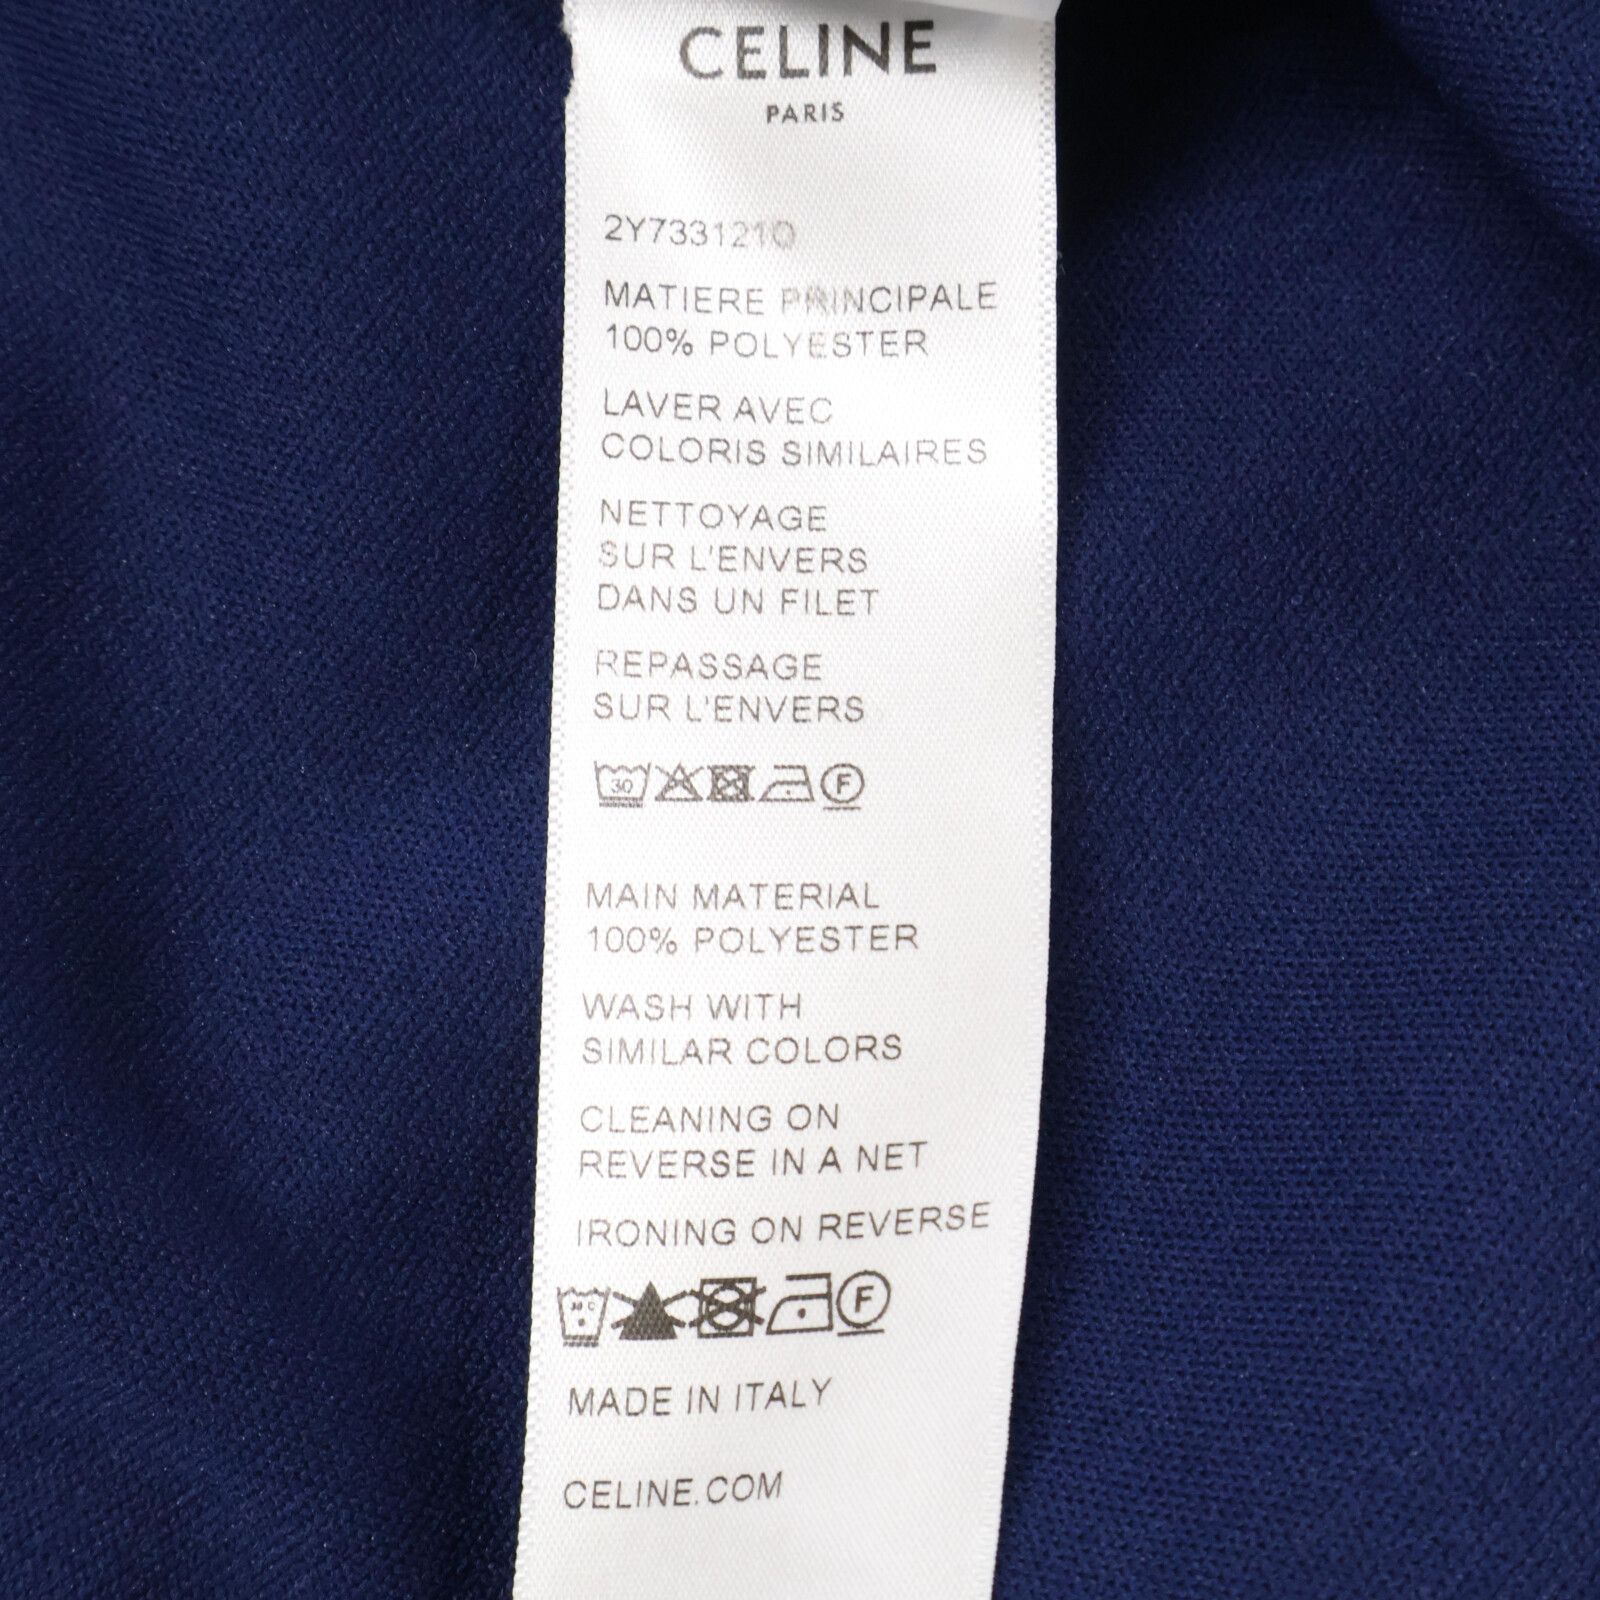 CELINE
PARIS
2Y733121O
MATIERE PRINCIPALE
100% POLYESTER
LAVER AVEC
COLORIS SIMILAIRES
NETTOYAGE
SUR L'ENVERS
DANS UN FILET
REPASSAGE
SUR L'ENVERS
30 F
MAIN MATERIAL
100% POLYESTER
WASH WITH
SIMILAR COLORS
CLEANING ON
REVERSE IN A NET
IRONING ON REVERSE
F
MADE IN ITALY
CELINE.COM